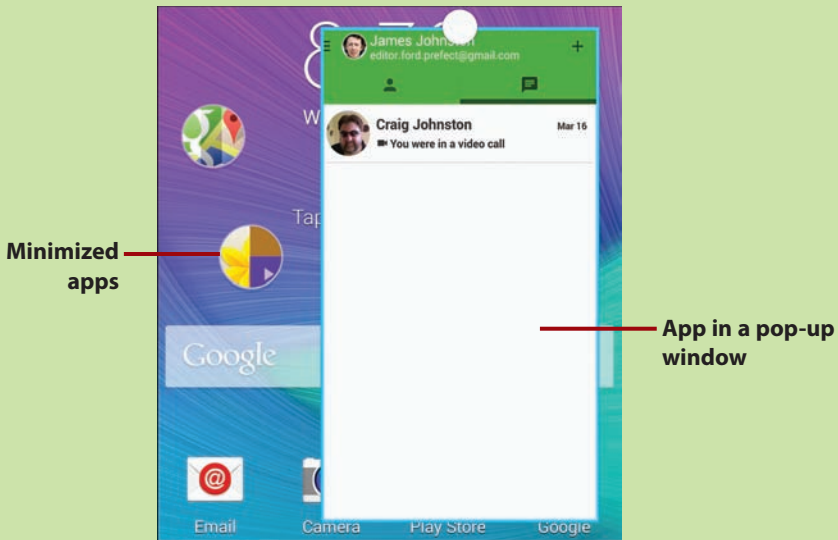 James Johnston
editor.ford.prefect@gmail.com
W
Craig Johnston
Mar 16
You were in a video call
Tap
Minimized
apps
App in a pop-up
window
Google
Email
Camera
Play Store
Google